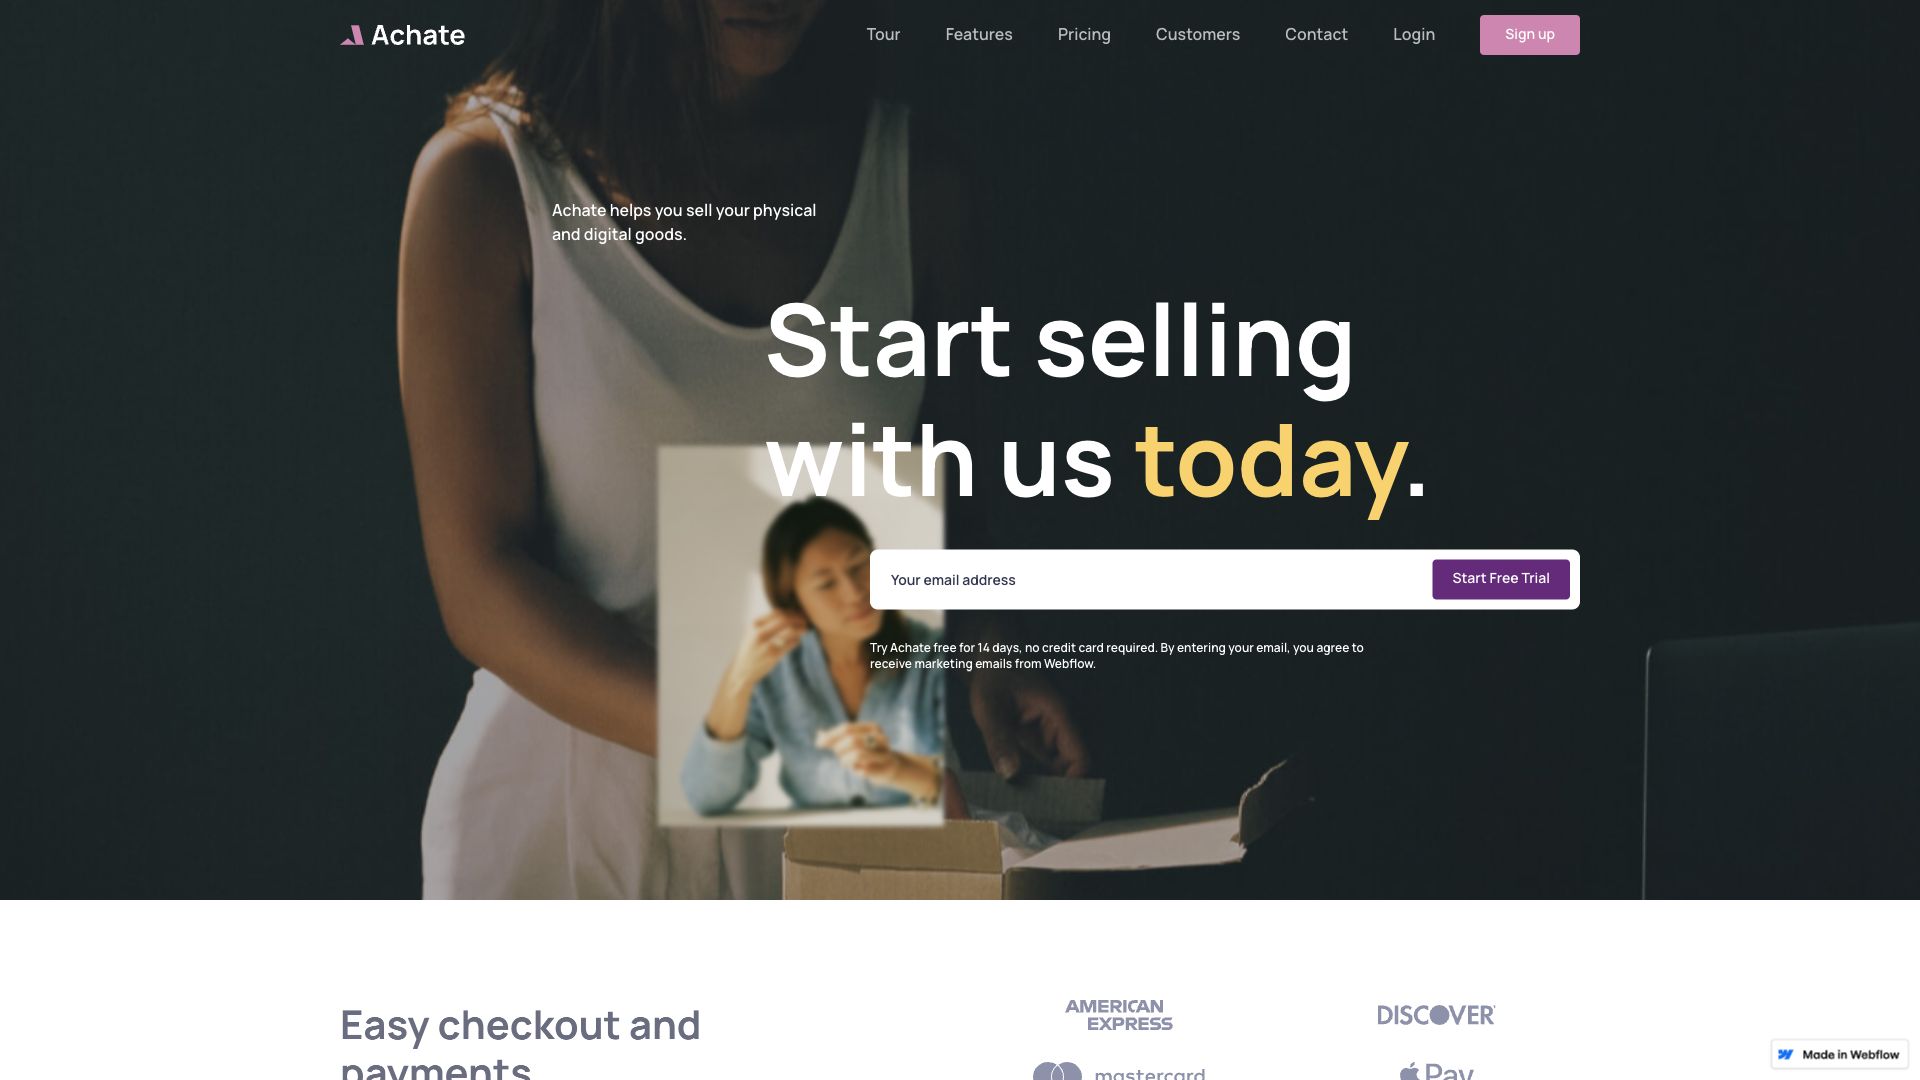 Achate
Tour
Features
Pricing
Customers
Contact
Login
Sign up
Achate helps you sell your physical
and digital goods.
Start selling
with us today.
Your email address
Start Free Trial
Try Achate free for 14 days, no credit card required. By entering your email, you agree to
receive marketing emails from Webflow.
Easy checkout and
payments
AMERICAN
EXPRESS
DISCOVER
mastercard
Pay
Made in Webflow